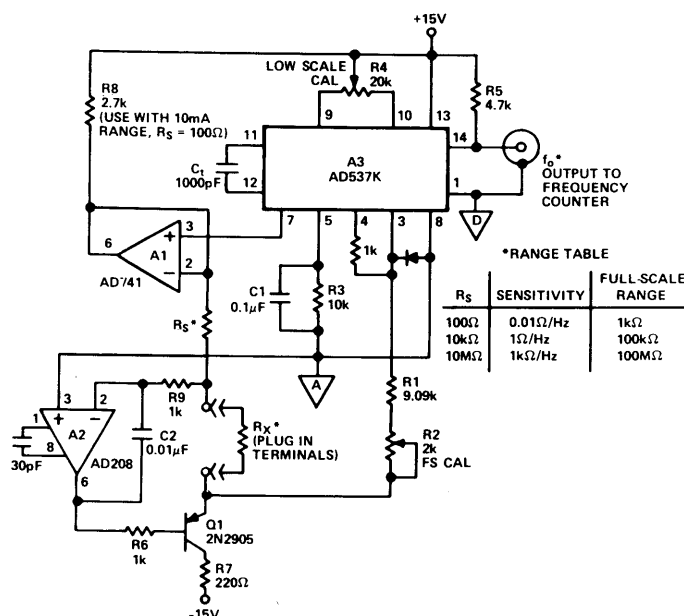 +15V
LOW SCALE
CAL
R4
20k
R8
2.7k
(USE WITH 10mA
RANGE, RS = 100Ω)
R5
4.7k
9
10
13
11
14
Ct
1000pF
A3
AD537K
fo*
OUTPUT TO
FREQUENCY
COUNTER
12
1
D
7
5
4
3
8
6
3
+
A1
2
−
AD741
1k
C1
0.1μF
R3
10k
RS*
A
*RANGE TABLE
RS SENSITIVITY FULL-SCALE
RANGE
100Ω 0.01Ω/Hz 1kΩ
10kΩ 1Ω/Hz 100kΩ
10MΩ 1kΩ/Hz 100MΩ
R1
9.09k
3
2
R9
1k
+
−
1
A2
8
30pF
AD208
6
C2
0.01μF
RX*
(PLUG IN
TERMINALS)
R2
2k
FS CAL
R6
1k
Q1
2N2905
R7
220Ω
-15V